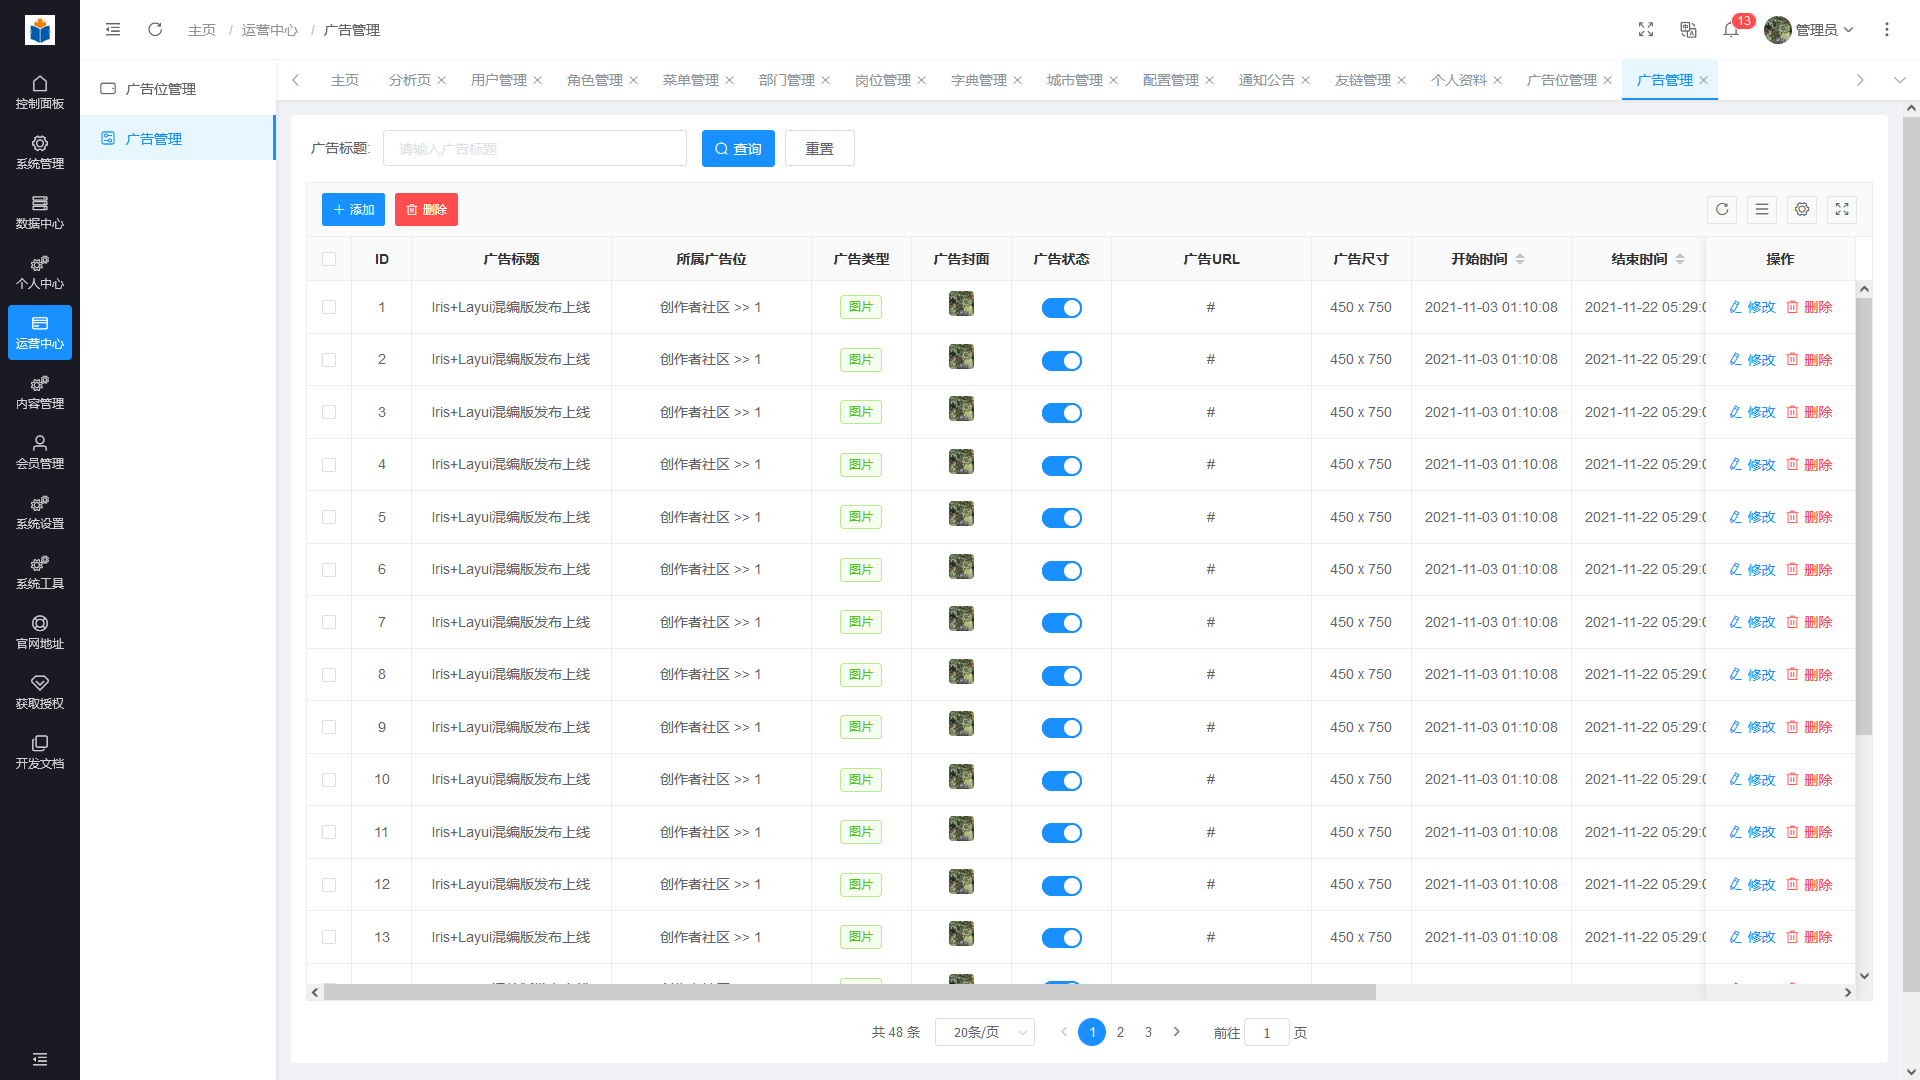 主页 / 运营中心 / 广告管理
13
管理员
控制面板
系统管理
数据中心
个人中心
运营中心
内容管理
会员管理
系统设置
系统工具
官网地址
获取授权
开发文档
广告位管理
广告管理
主页 分析页 用户管理 角色管理 菜单管理 部门管理 岗位管理 字典管理 城市管理 配置管理 通知公告 友链管理 个人资料 广告位管理 广告管理
广告标题: 请输入广告标题 查询 重置
添加 删除
ID 广告标题 所属广告位 广告类型 广告封面 广告状态 广告URL 广告尺寸 开始时间 结束时间 操作
1 Iris+Layui混编版发布上线 创作者社区 >> 1 图片 # 450 x 750 2021-11-03 01:10:08 2021-11-22 05:29:0 修改 删除
2 Iris+Layui混编版发布上线 创作者社区 >> 1 图片 # 450 x 750 2021-11-03 01:10:08 2021-11-22 05:29:0 修改 删除
3 Iris+Layui混编版发布上线 创作者社区 >> 1 图片 # 450 x 750 2021-11-03 01:10:08 2021-11-22 05:29:0 修改 删除
4 Iris+Layui混编版发布上线 创作者社区 >> 1 图片 # 450 x 750 2021-11-03 01:10:08 2021-11-22 05:29:0 修改 删除
5 Iris+Layui混编版发布上线 创作者社区 >> 1 图片 # 450 x 750 2021-11-03 01:10:08 2021-11-22 05:29:0 修改 删除
6 Iris+Layui混编版发布上线 创作者社区 >> 1 图片 # 450 x 750 2021-11-03 01:10:08 2021-11-22 05:29:0 修改 删除
7 Iris+Layui混编版发布上线 创作者社区 >> 1 图片 # 450 x 750 2021-11-03 01:10:08 2021-11-22 05:29:0 修改 删除
8 Iris+Layui混编版发布上线 创作者社区 >> 1 图片 # 450 x 750 2021-11-03 01:10:08 2021-11-22 05:29:0 修改 删除
9 Iris+Layui混编版发布上线 创作者社区 >> 1 图片 # 450 x 750 2021-11-03 01:10:08 2021-11-22 05:29:0 修改 删除
10 Iris+Layui混编版发布上线 创作者社区 >> 1 图片 # 450 x 750 2021-11-03 01:10:08 2021-11-22 05:29:0 修改 删除
11 Iris+Layui混编版发布上线 创作者社区 >> 1 图片 # 450 x 750 2021-11-03 01:10:08 2021-11-22 05:29:0 修改 删除
12 Iris+Layui混编版发布上线 创作者社区 >> 1 图片 # 450 x 750 2021-11-03 01:10:08 2021-11-22 05:29:0 修改 删除
13 Iris+Layui混编版发布上线 创作者社区 >> 1 图片 # 450 x 750 2021-11-03 01:10:08 2021-11-22 05:29:0 修改 删除
共 48 条 20条/页 1 2 3 前往 1 页